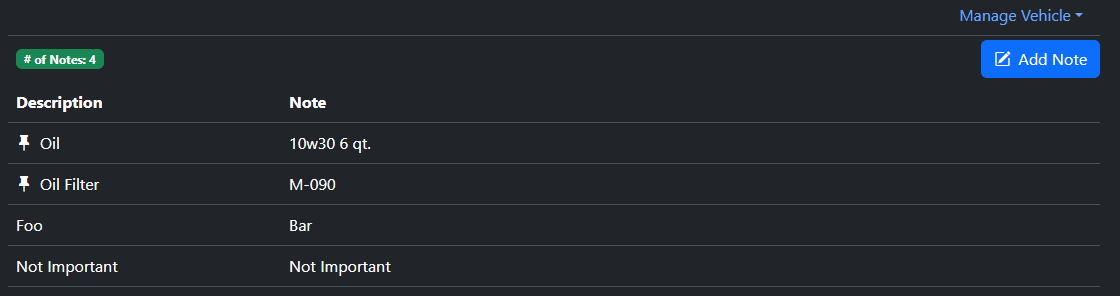 Manage Vehicle
# of Notes: 4
Add Note
Description Note
Oil 10w30 6 qt.
Oil Filter M-090
Foo Bar
Not Important Not Important